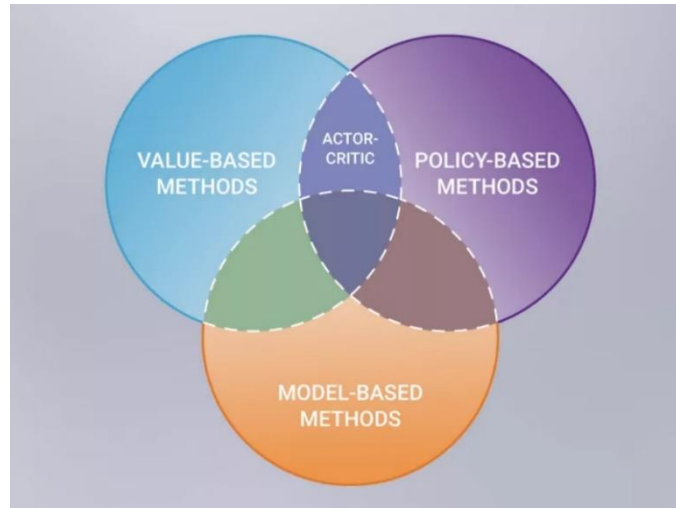 ACTOR-
CRITIC
VALUE-BASED
METHODS
POLICY-BASED
METHODS
MODEL-BASED
METHODS